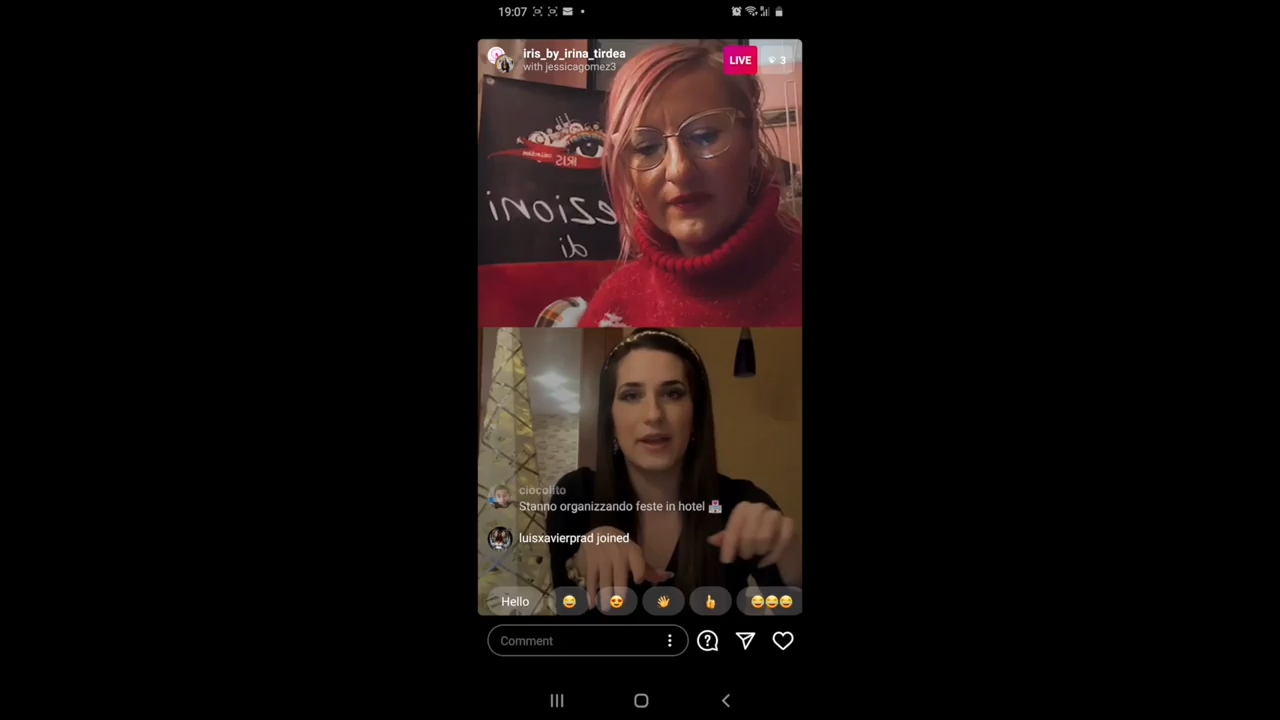 19:07
iris_by_irina_tirdea
with jessicagomez3
LIVE
3
IRIS
ezioni
di
ciocolito
Stanno organizzando feste in hotel 🏩
luisxavierprad joined
Hello 😂 😍 👋 👍 😂😂😂
Comment